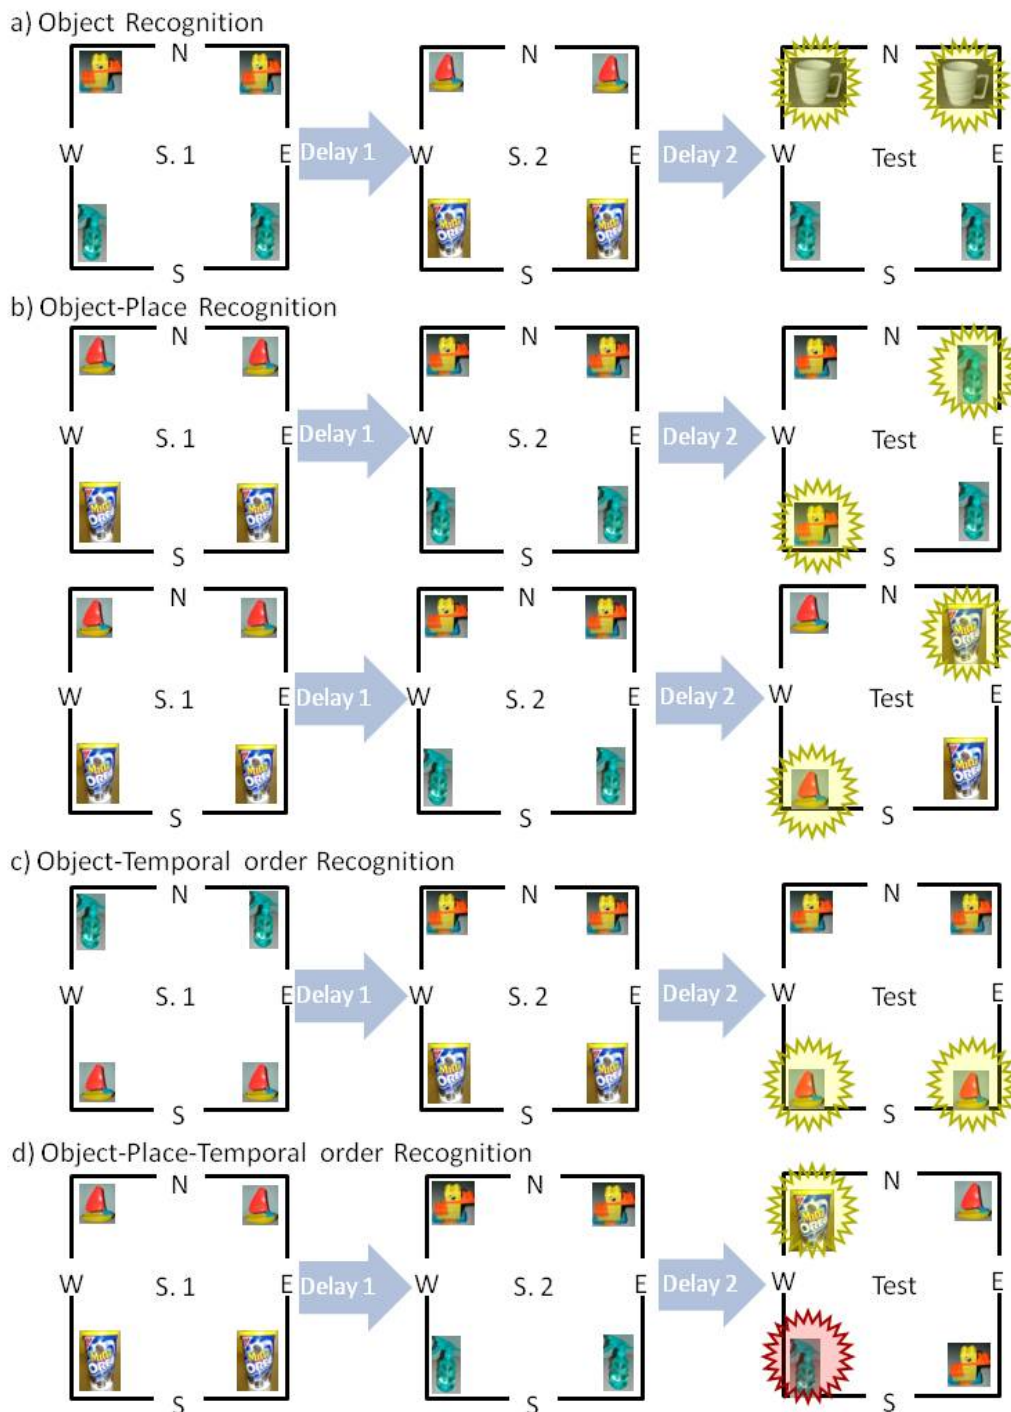 a) Object Recognition
N N N
W S. 1 E Delay 1 W S. 2 E Delay 2 W Test E
S S S
b) Object-Place Recognition
N N N
W S. 1 E Delay 1 W S. 2 E Delay 2 W Test E
S S S
N N N
W S. 1 E Delay 1 W S. 2 E Delay 2 W Test E
S S S
c) Object-Temporal order Recognition
N N N
W S. 1 E Delay 1 W S. 2 E Delay 2 W Test E
S S S
d) Object-Place-Temporal order Recognition
N N N
W S. 1 E Delay 1 W S. 2 E Delay 2 W Test E
S S S